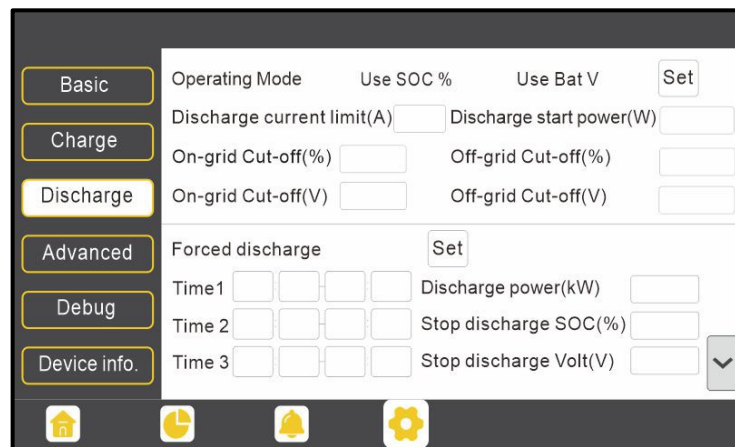 Basic
Charge
Discharge
Advanced
Debug
Device info.
Operating Mode Use SOC % Use Bat V Set
Discharge current limit(A) Discharge start power(W)
On-grid Cut-off(%) Off-grid Cut-off(%)
On-grid Cut-off(V) Off-grid Cut-off(V)
Forced discharge Set
Time1 : - : Discharge power(kW)
Time 2 : - : Stop discharge SOC(%)
Time 3 : - : Stop discharge Volt(V)